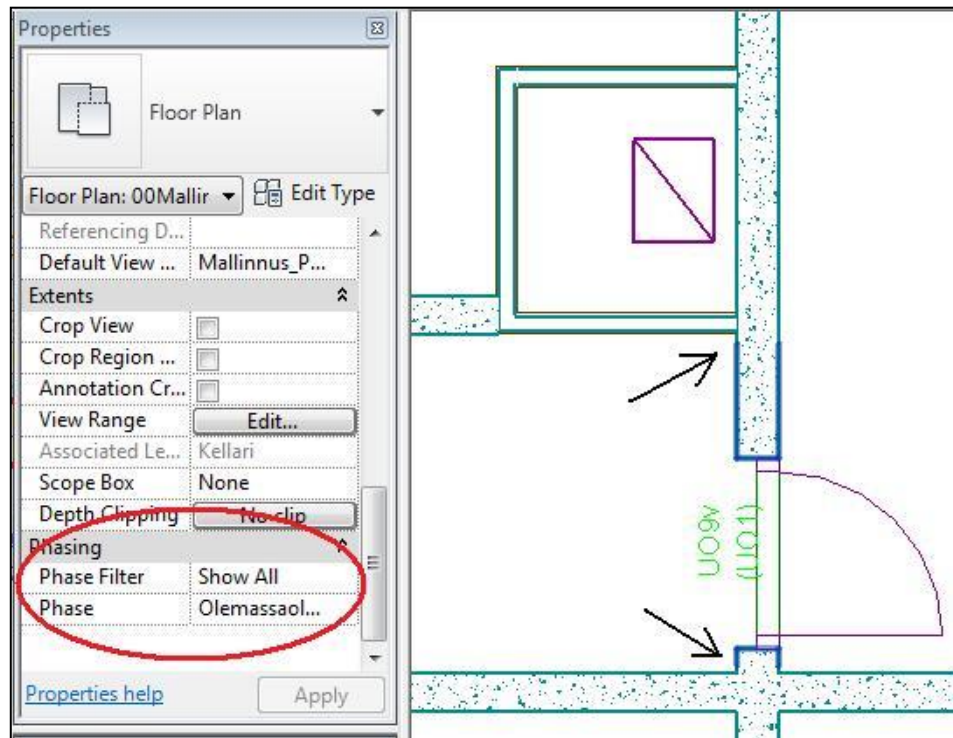 Properties
Floor Plan
Floor Plan: 00Mallir
Edit Type
Referencing D...
Default View ... Mallinnus_P...
Extents
Crop View
Crop Region ...
Annotation Cr...
View Range Edit...
Associated Le... Kellari
Scope Box None
Depth Clipping No clip
Phasing
Phase Filter Show All
Phase Olemassaol...
Properties help Apply
UO9v
(UO1)